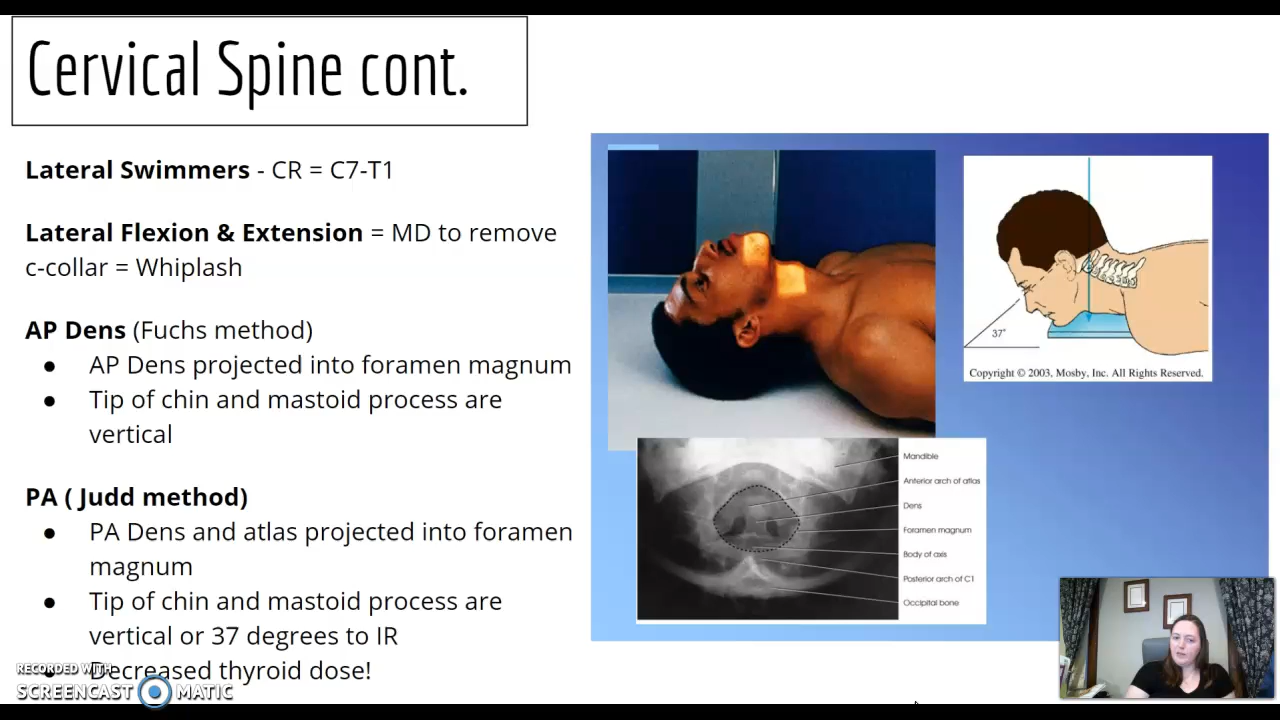 Cervical Spine cont.
Lateral Swimmers - CR = C7-T1
Lateral Flexion & Extension = MD to remove
c-collar = Whiplash
AP Dens (Fuchs method)
● AP Dens projected into foramen magnum
● Tip of chin and mastoid process are
vertical
PA ( Judd method)
● PA Dens and atlas projected into foramen
magnum
● Tip of chin and mastoid process are
vertical or 37 degrees to IR
● Decreased thyroid dose!
37°
Copyright © 2003, Mosby, Inc. All Rights Reserved.
Mandible
Anterior arch of atlas
Dens
Foramen magnum
Body of axis
Posterior arch of C1
Occipital bone
RECORDED WITH
SCREENCAST MATIC